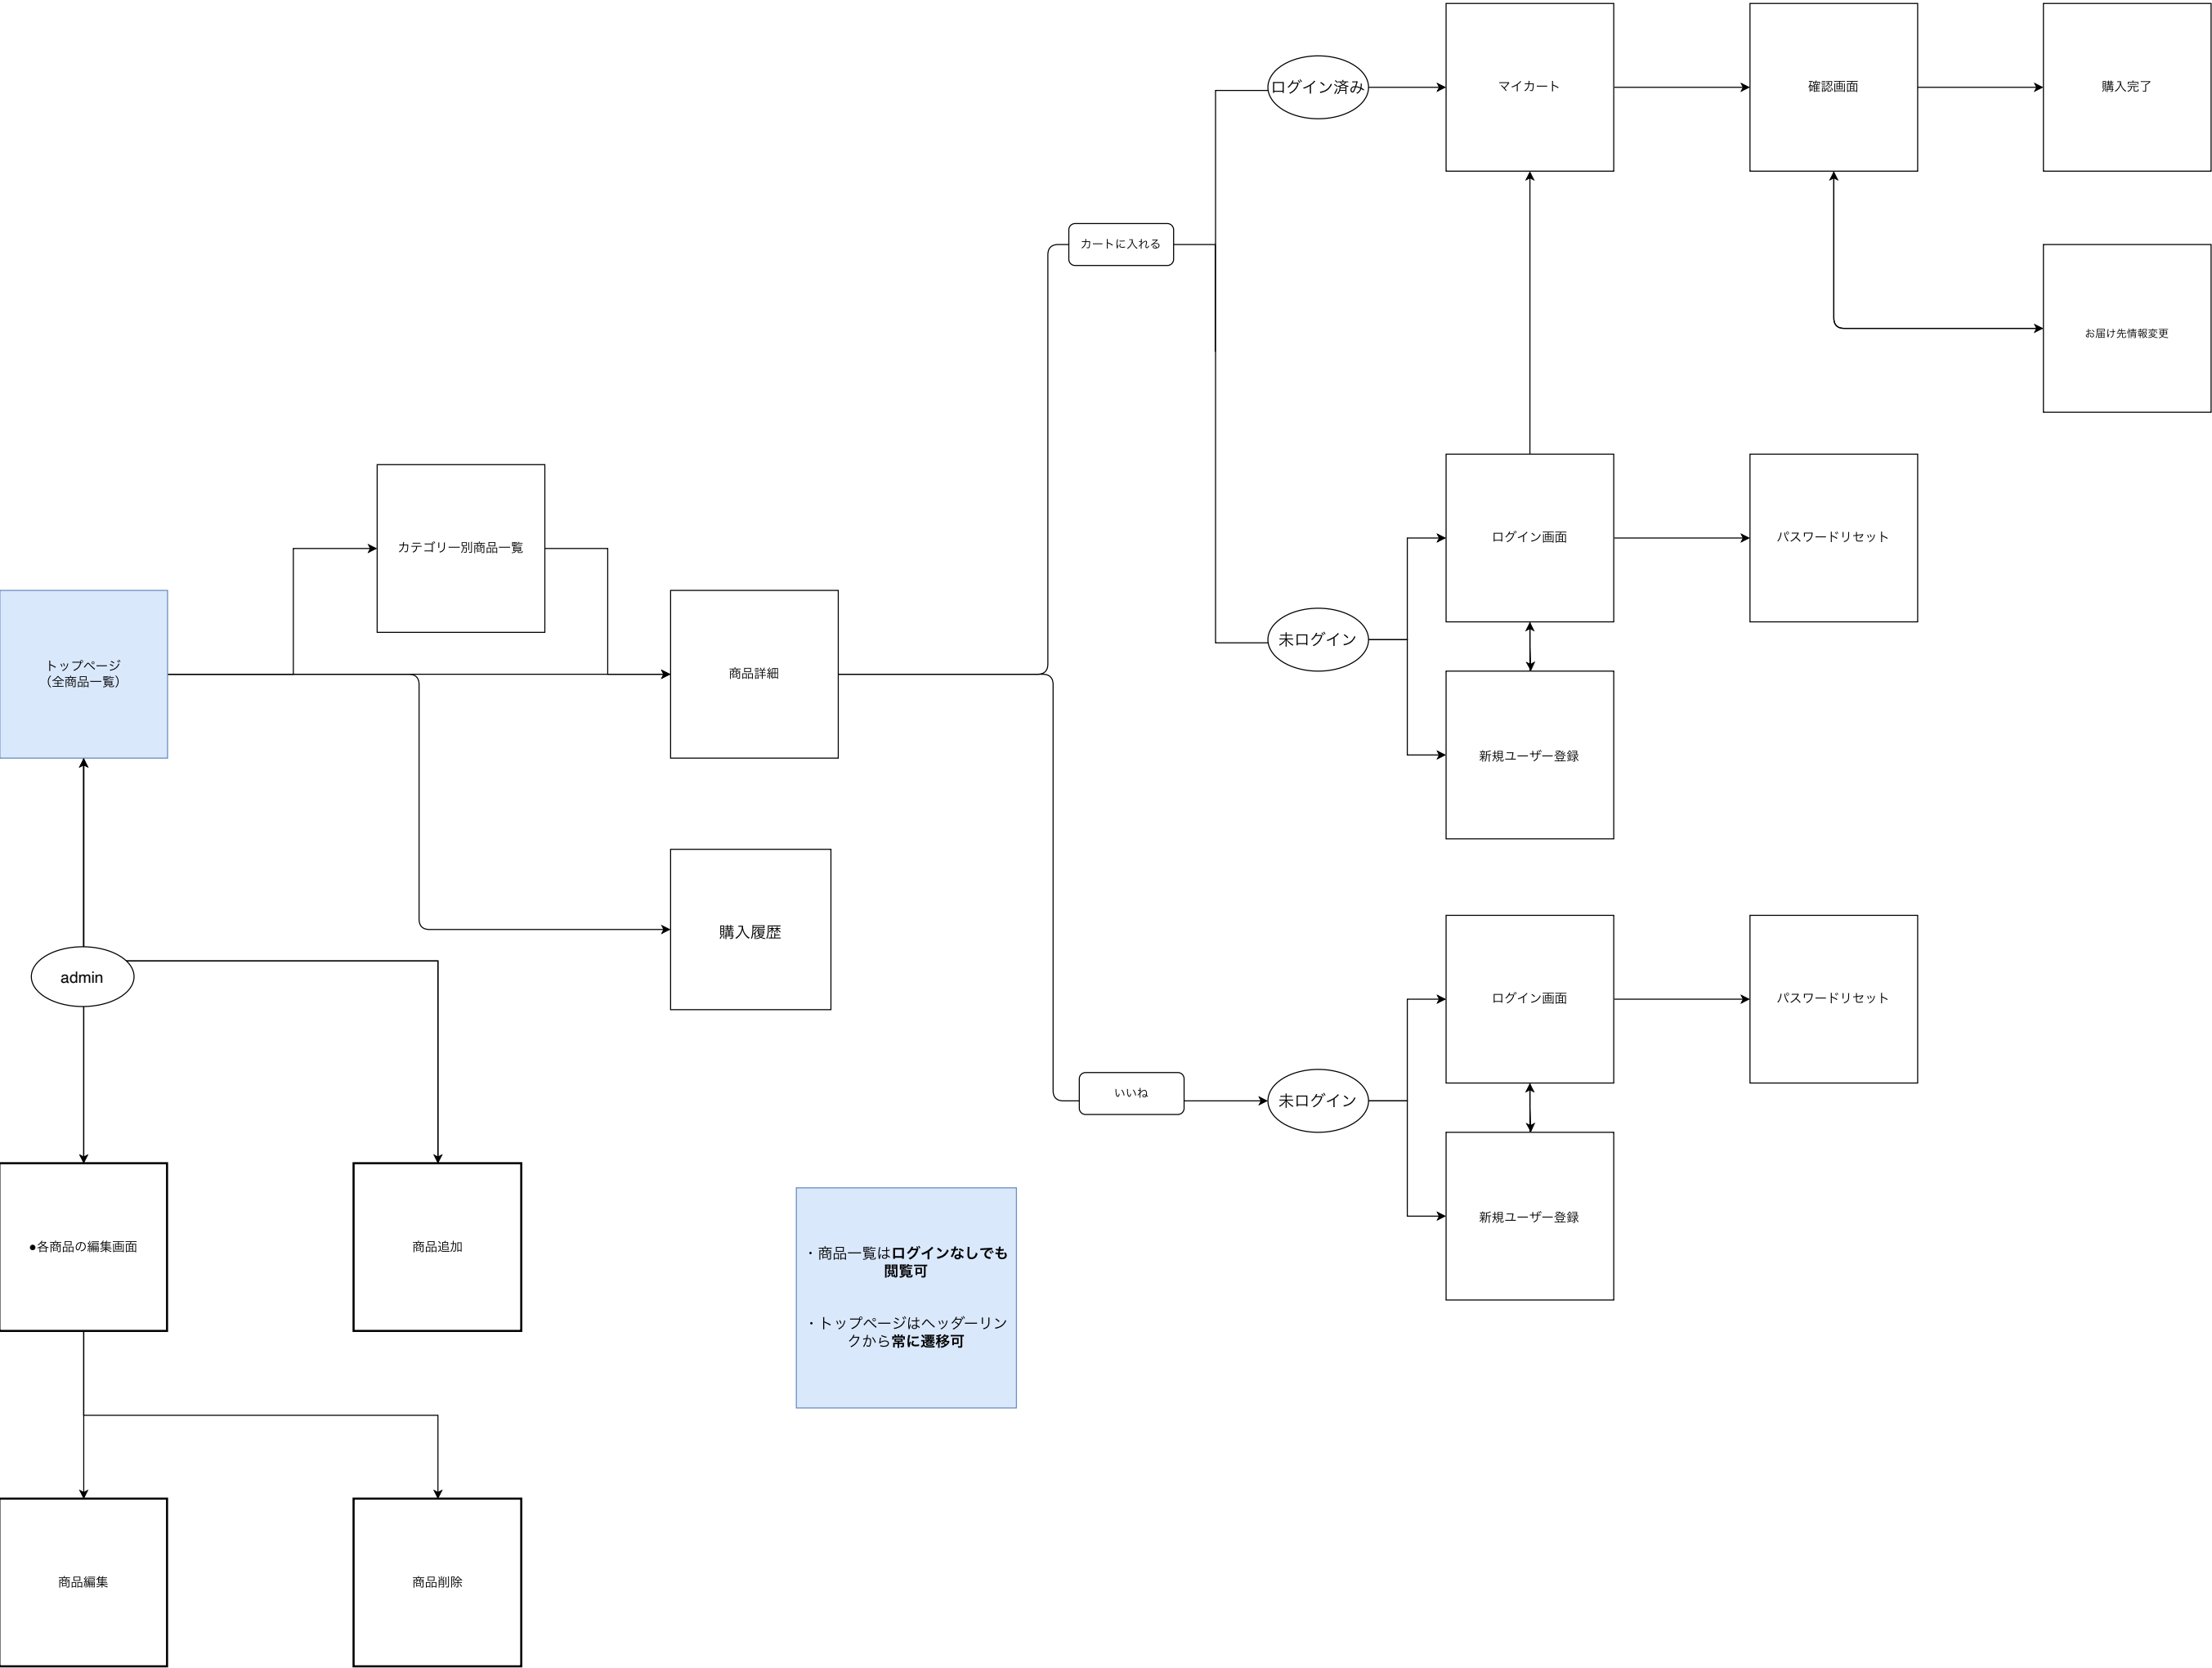 ログイン済み
マイカート
確認画面
購入完了
カートに入れる
お届け先情報変更
カテゴリー別商品一覧
ログイン画面
パスワードリセット
トップページ
(全商品一覧)
商品詳細
未ログイン
新規ユーザー登録
購入履歴
admin
ログイン画面
パスワードリセット
いいね
未ログイン
新規ユーザー登録
●各商品の編集画面
商品追加
・商品一覧はログインなしでも
閲覧可
・トップページはヘッダーリン
クから常に遷移可
商品編集
商品削除